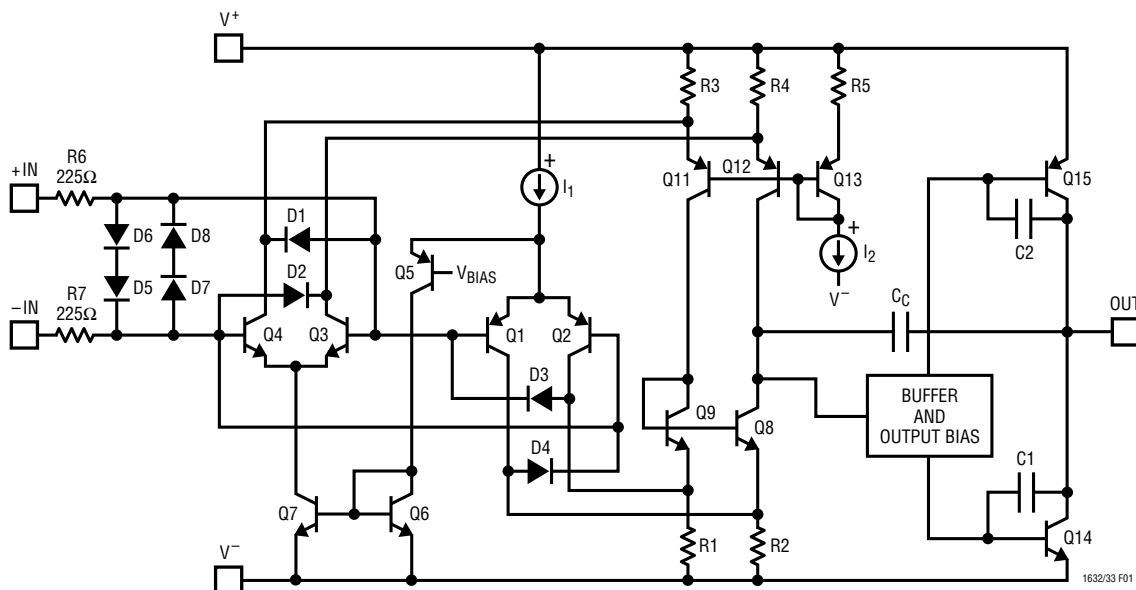 V+
R3
R4
R5
+IN
R6
225Ω
+
I1
Q11
Q12
Q13
Q15
D6
D8
D1
C2
+
I2
V−
Q5
VBIAS
D2
−IN
R7
225Ω
D5
D7
Q4
Q3
Q1
Q2
CC
OUT
D3
Q9
Q8
BUFFER
AND
OUTPUT BIAS
D4
C1
Q7
Q6
R1
R2
Q14
V−
1632/33 F01